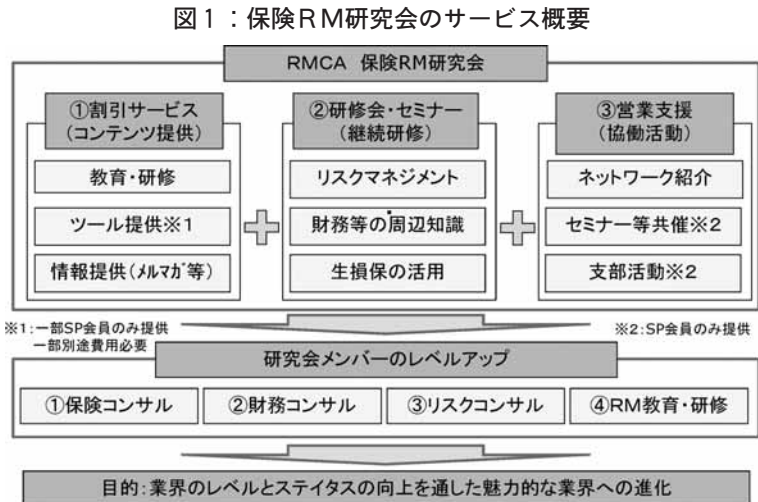 図1：保険RM研究会のサービス概要
RMCA 保険RM研究会
①割引サービス
（コンテンツ提供）
教育・研修
ツール提供※1
情報提供（メルマガ等）
②研修会・セミナー
（継続研修）
リスクマネジメント
財務等の周辺知識
生損保の活用
③営業支援
（協働活動）
ネットワーク紹介
セミナー等共催※2
支部活動※2
※1：一部SP会員のみ提供
一部別途費用必要
※2：SP会員のみ提供
研究会メンバーのレベルアップ
①保険コンサル
②財務コンサル
③リスクコンサル
④RM教育・研修
目的：業界のレベルとステイタスの向上を通した魅力的な業界への進化